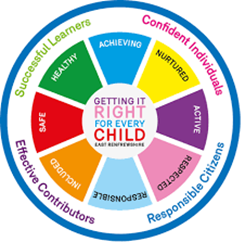 Successful Learners
Confident Individuals
Responsible Citizens
Effective Contributors
ACHIEVING
NURTURED
ACTIVE
RESPECTED
RESPONSIBLE
INCLUDED
SAFE
HEALTHY
GETTING IT
RIGHT
FOR EVERY
CHILD
EAST RENFREWSHIRE